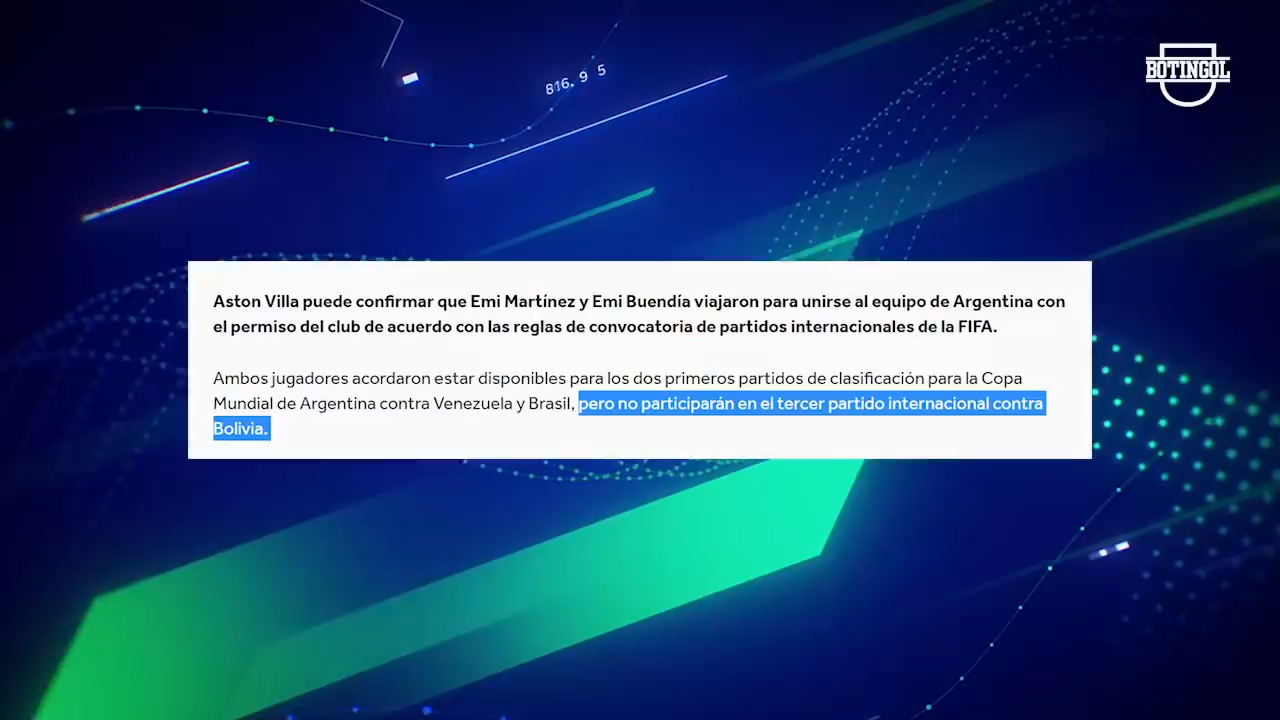 816. 9 5
BOTINGOL
Aston Villa puede confirmar que Emi Martínez y Emi Buendía viajaron para unirse al equipo de Argentina con
el permiso del club de acuerdo con las reglas de convocatoria de partidos internacionales de la FIFA.
Ambos jugadores acordaron estar disponibles para los dos primeros partidos de clasificación para la Copa
Mundial de Argentina contra Venezuela y Brasil, pero no participarán en el tercer partido internacional contra
Bolivia.